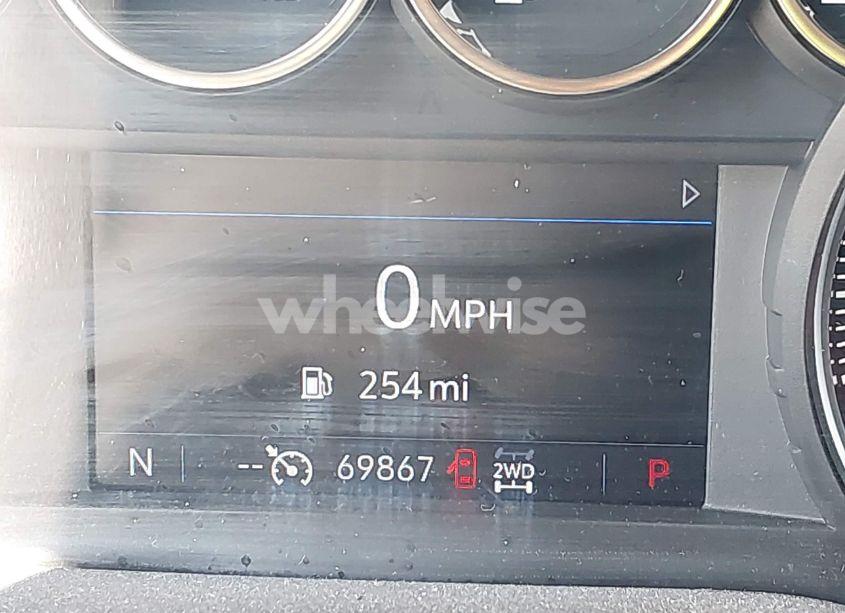 0 MPH
wheelwise
254 mi
N -- 69867 2WD P